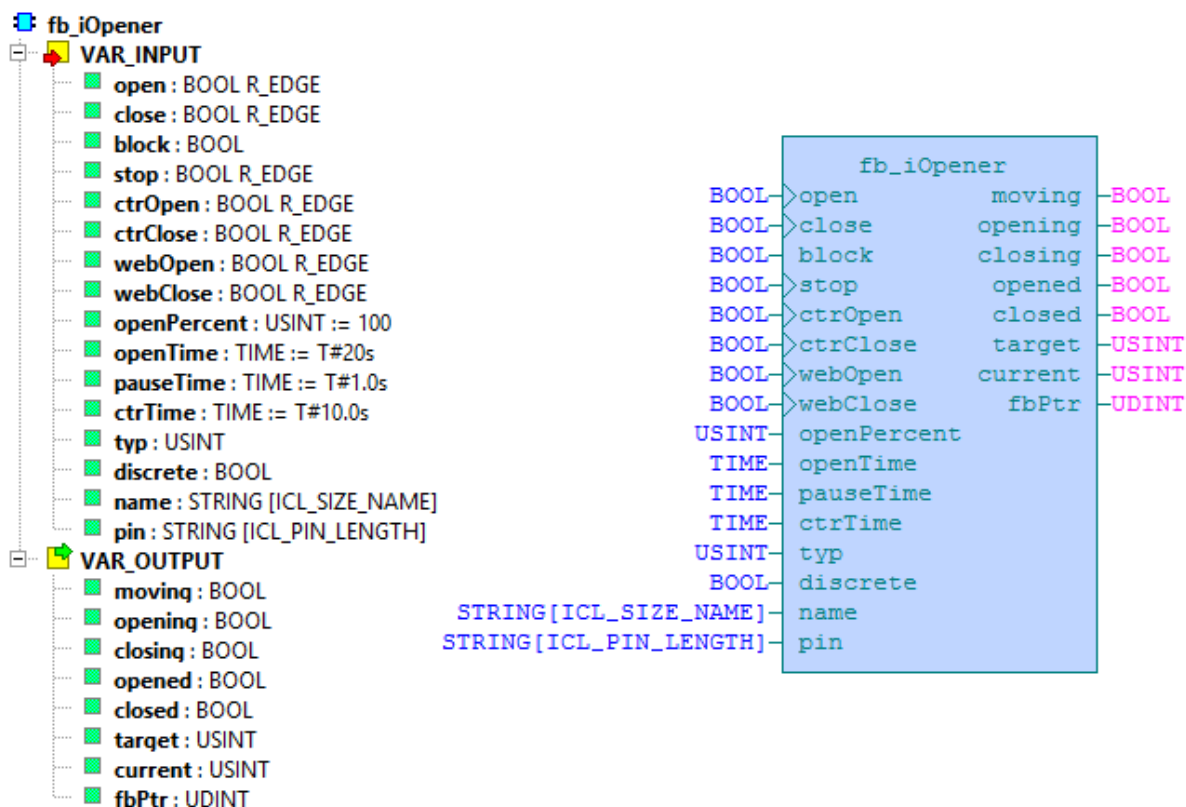 fb_iOpener
VAR_INPUT
open : BOOL R_EDGE
close : BOOL R_EDGE
block : BOOL
stop : BOOL R_EDGE
ctrOpen : BOOL R_EDGE
ctrClose : BOOL R_EDGE
webOpen : BOOL R_EDGE
webClose : BOOL R_EDGE
openPercent : USINT := 100
openTime : TIME := T#20s
pauseTime : TIME := T#1.0s
ctrTime : TIME := T#10.0s
typ : USINT
discrete : BOOL
name : STRING [ICL_SIZE_NAME]
pin : STRING [ICL_PIN_LENGTH]
VAR_OUTPUT
moving : BOOL
opening : BOOL
closing : BOOL
opened : BOOL
closed : BOOL
target : USINT
current : USINT
fbPtr : UDINT
fb_iOpener
BOOL open moving BOOL
BOOL close opening BOOL
BOOL block closing BOOL
BOOL stop opened BOOL
BOOL ctrOpen closed BOOL
BOOL ctrClose target USINT
BOOL webOpen current USINT
BOOL webClose fbPtr UDINT
USINT openPercent
TIME openTime
TIME pauseTime
TIME ctrTime
USINT typ
BOOL discrete
STRING[ICL_SIZE_NAME] name
STRING[ICL_PIN_LENGTH] pin